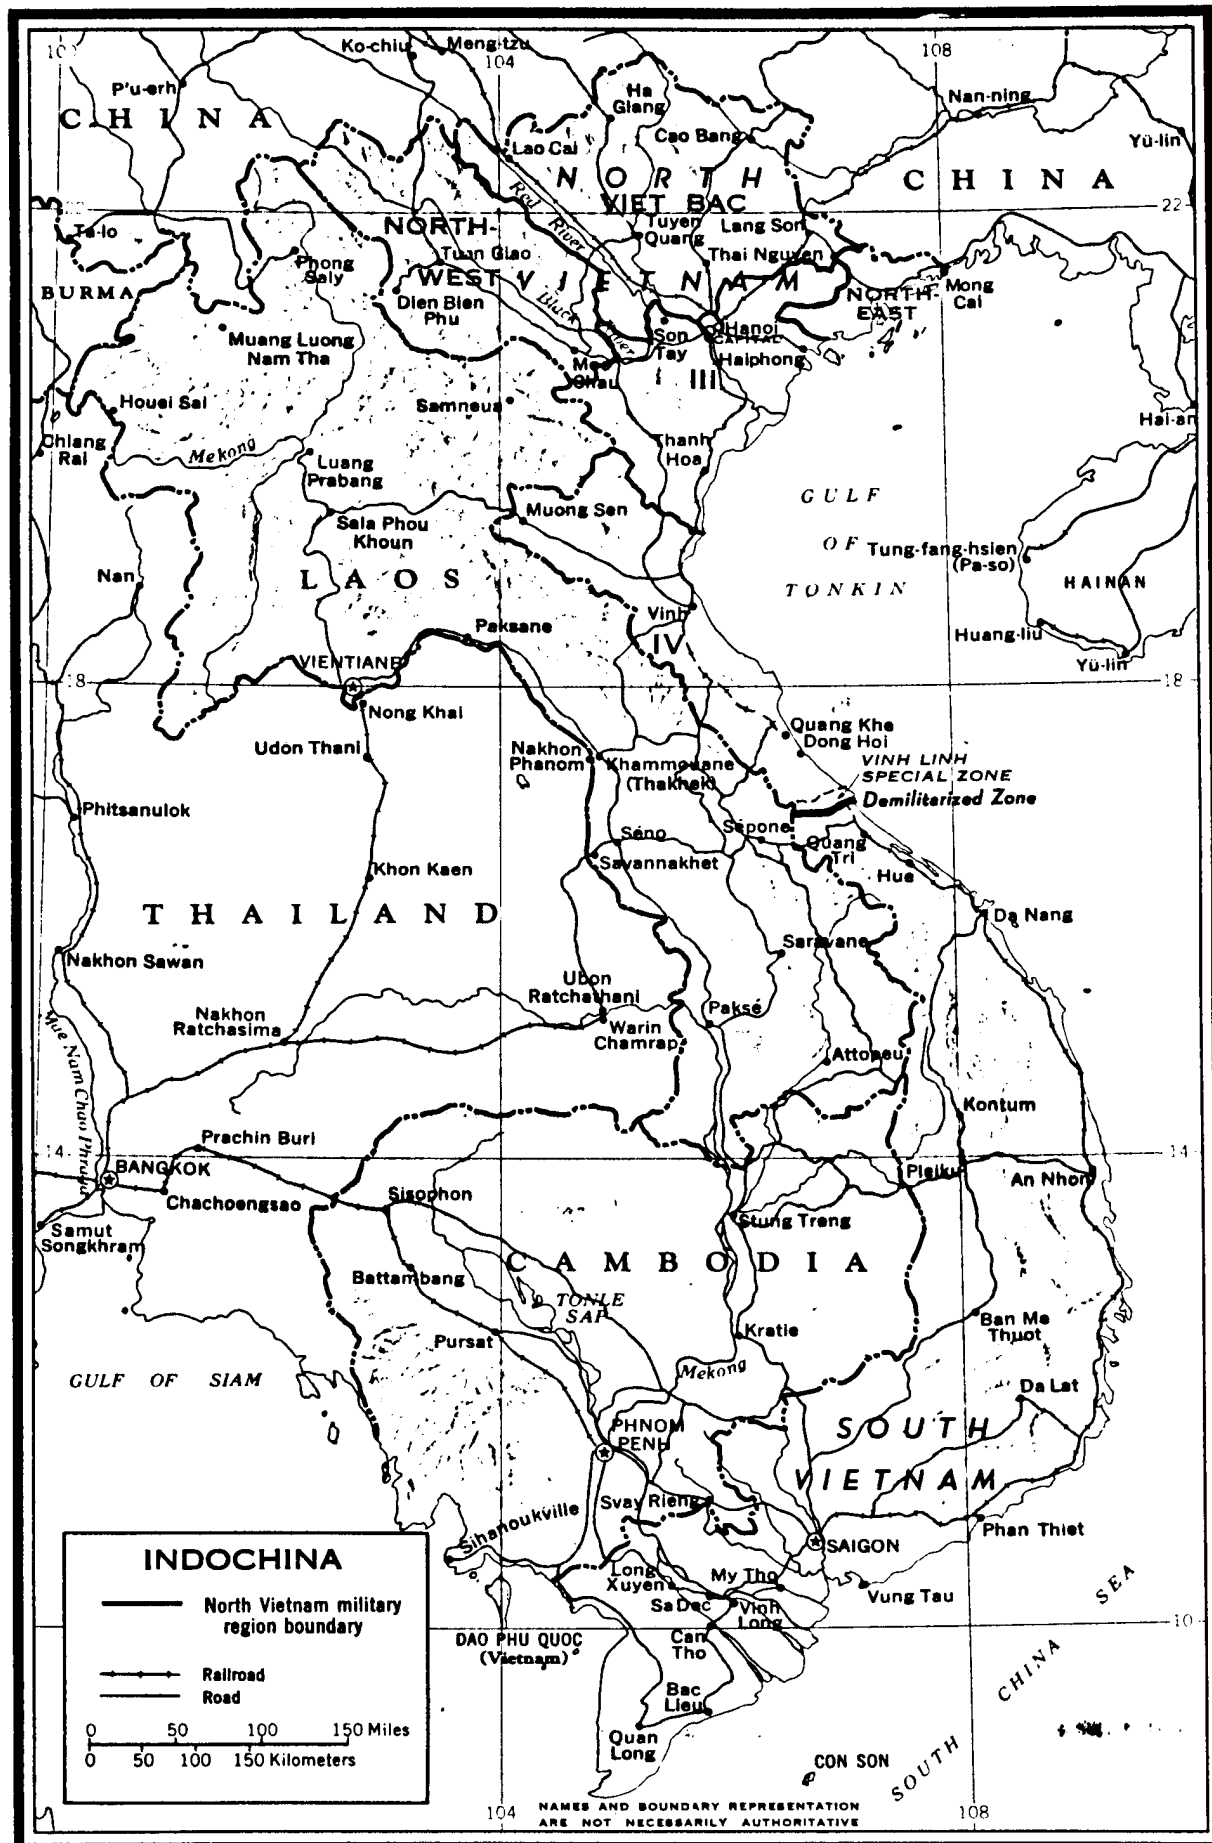 100
Ko-chiu
Meng-tzu
104
108
P'u-erh
Ha
Giang
Nan-ning
CHINA
Cao Bang
Yü-lin
Lao Cai
NORTH
CHINA
Red River
VIET BAC
22
Ta-lo
NORTH-
Tuyen
Quang
Lang Son
Tuan Giao
Thai Nguyen
Phong
Saly
WEST
VIETNAM
Mong
Cai
BURMA
Dien Bien
Phu
Black River
NORTH-
EAST
Muang Luong
Nam Tha
Son
Tay
Hanoi
CAPITAL
Haiphong
Moc
Chau
III
Houei Sai
Samneua
Hai-an
Chiang
Rai
Mekong
Thanh
Hoa
Luang
Prabang
GULF
Sala Phou
Khoun
Muong Sen
OF
Tung-fang-hsien
(Pa-so)
Nan
LAOS
TONKIN
HAINAN
Vinh
Paksane
IV
Huang-liu
Yü-lin
VIENTIANE
18
18
Nong Khai
Quang Khe
Dong Hoi
Udon Thani
Nakhon
Phanom
Khammouane
(Thakhek)
VINH LINH
SPECIAL ZONE
Demilitarized Zone
Phitsanulok
Séno
Sépone
Quang
Tri
Savannakhet
Khon Kaen
Hue
THAILAND
Da Nang
Saravane
Nakhon Sawan
Ubon
Ratchathani
Nakhon
Ratchasima
Paksé
Warin
Chamrap
Mae Nam Chao Phraya
Attopeu
Kontum
Prachin Buri
14
14
BANGKOK
Pleiku
An Nhon
Chachoengsao
Sisophon
Samut
Songkhram
Stung Treng
CAMBODIA
Battambang
TONLE
SAP
Pursat
Kratie
Ban Me
Thuot
GULF OF SIAM
Mekong
Da Lat
PHNOM
PENH
SOUTH
VIETNAM
Svay Rieng
Sihanoukville
Phan Thiet
SAIGON
INDOCHINA
Long
Xuyen
My Tho
Vung Tau
North Vietnam military
region boundary
Sa Dec
Vinh
Long
10
DAO PHU QUOC
(Vietnam)
Can
Tho
Railroad
Road
Bac
Lieu
0 50 100 150 Miles
0 50 100 150 Kilometers
Quan
Long
CON SON
SOUTH CHINA SEA
104
108
NAMES AND BOUNDARY REPRESENTATION
ARE NOT NECESSARILY AUTHORITATIVE